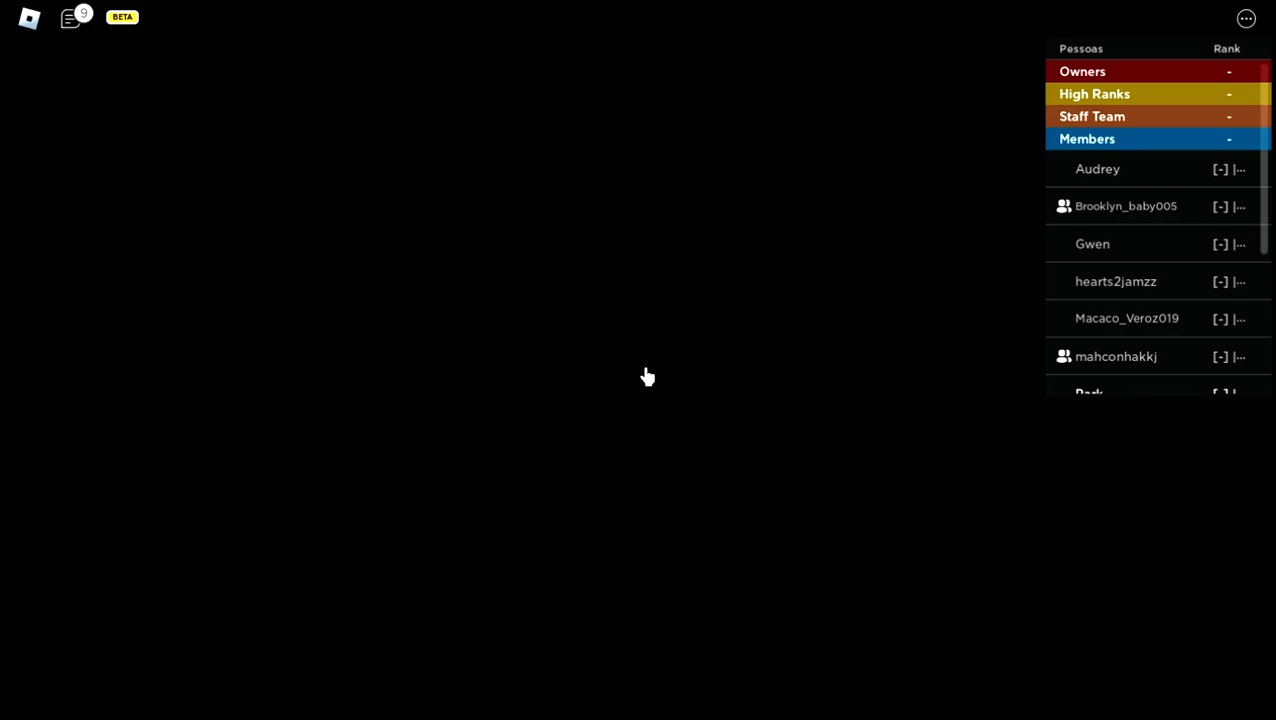 9
BETA
Pessoas Rank
Owners -
High Ranks -
Staff Team -
Members -
Audrey [-] |...
Brooklyn_baby005 [-] |...
Gwen [-] |...
hearts2jamzz [-] |...
Macaco_Veroz019 [-] |...
mahconhakkj [-] |...